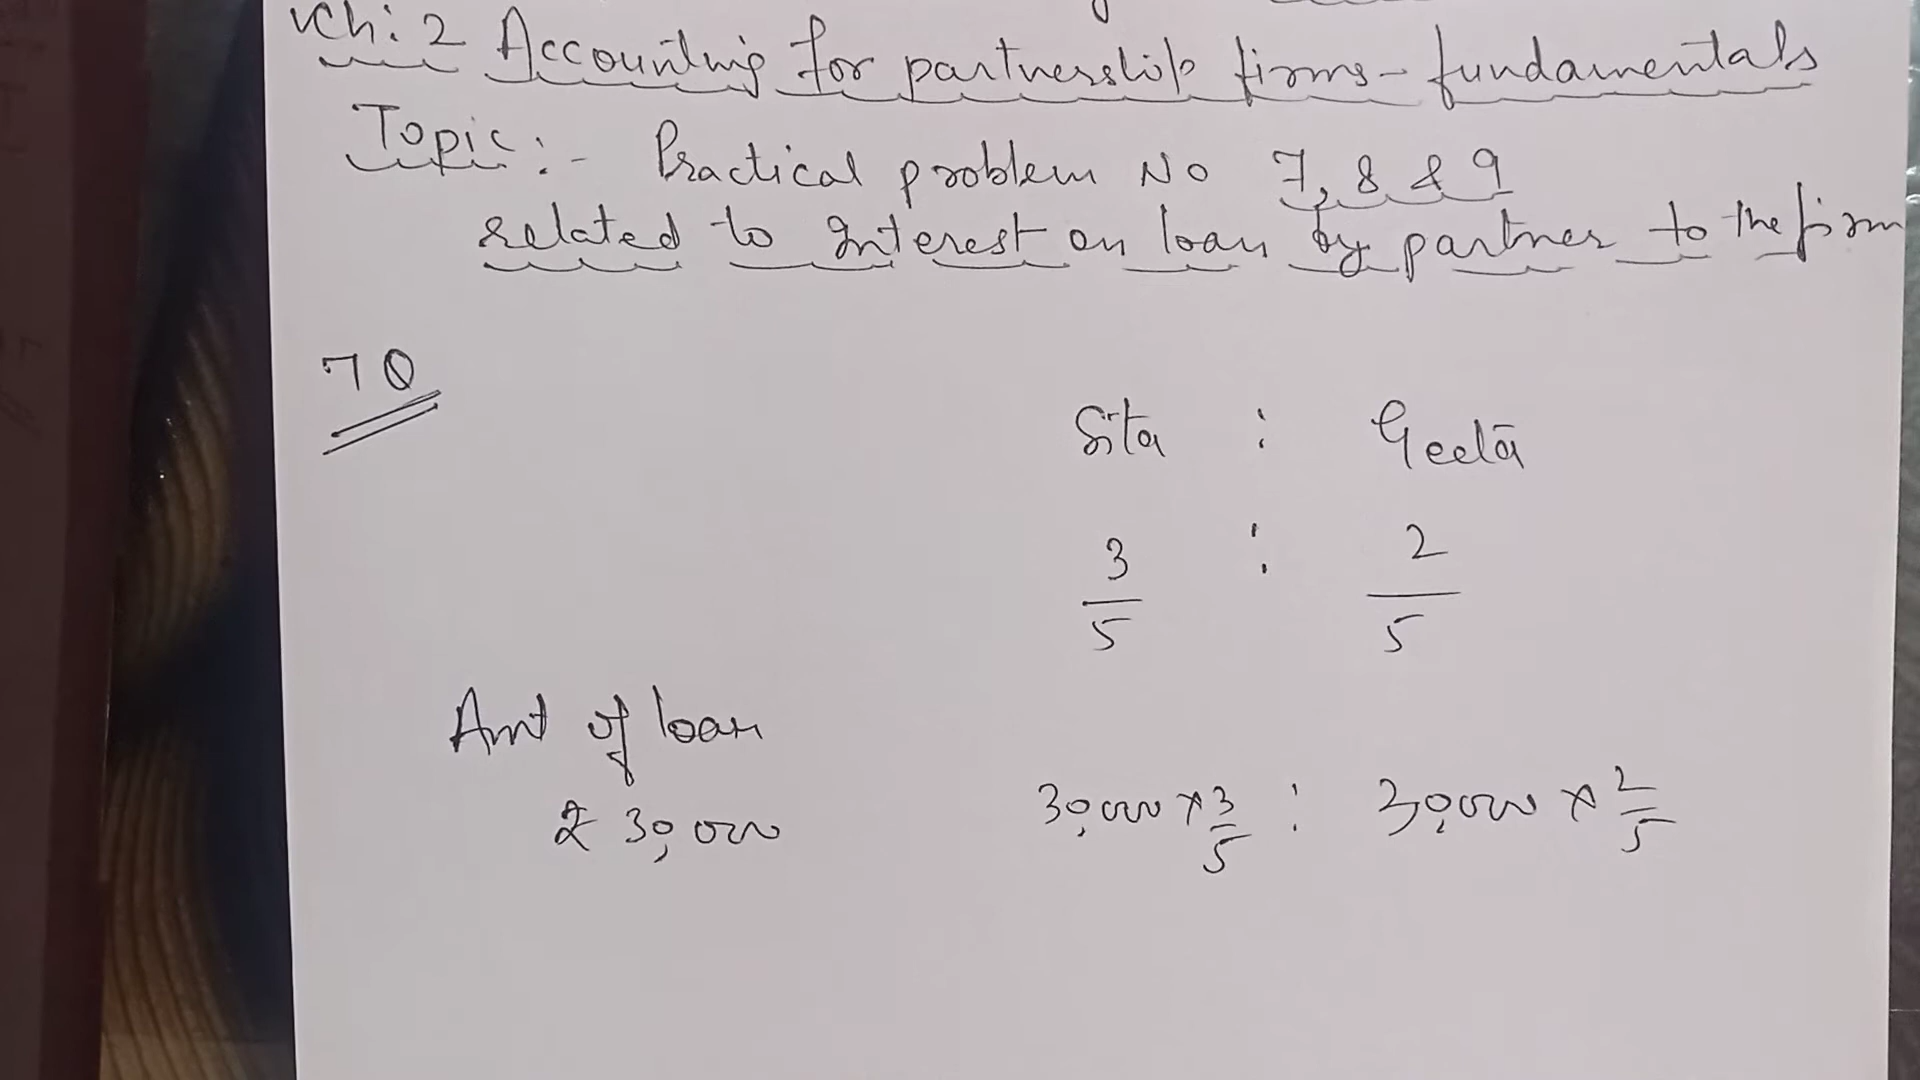 Ch: 2 Accounting for partnership firms - fundamentals
Topic :- Practical problem No 7, 8 & 9
related to Interest on loan by partner to the firm
7 Q
Sita : Geeta
3/5 : 2/5
Amt of loan
₹ 30,000 30,000 × 3/5 : 30,000 × 2/5